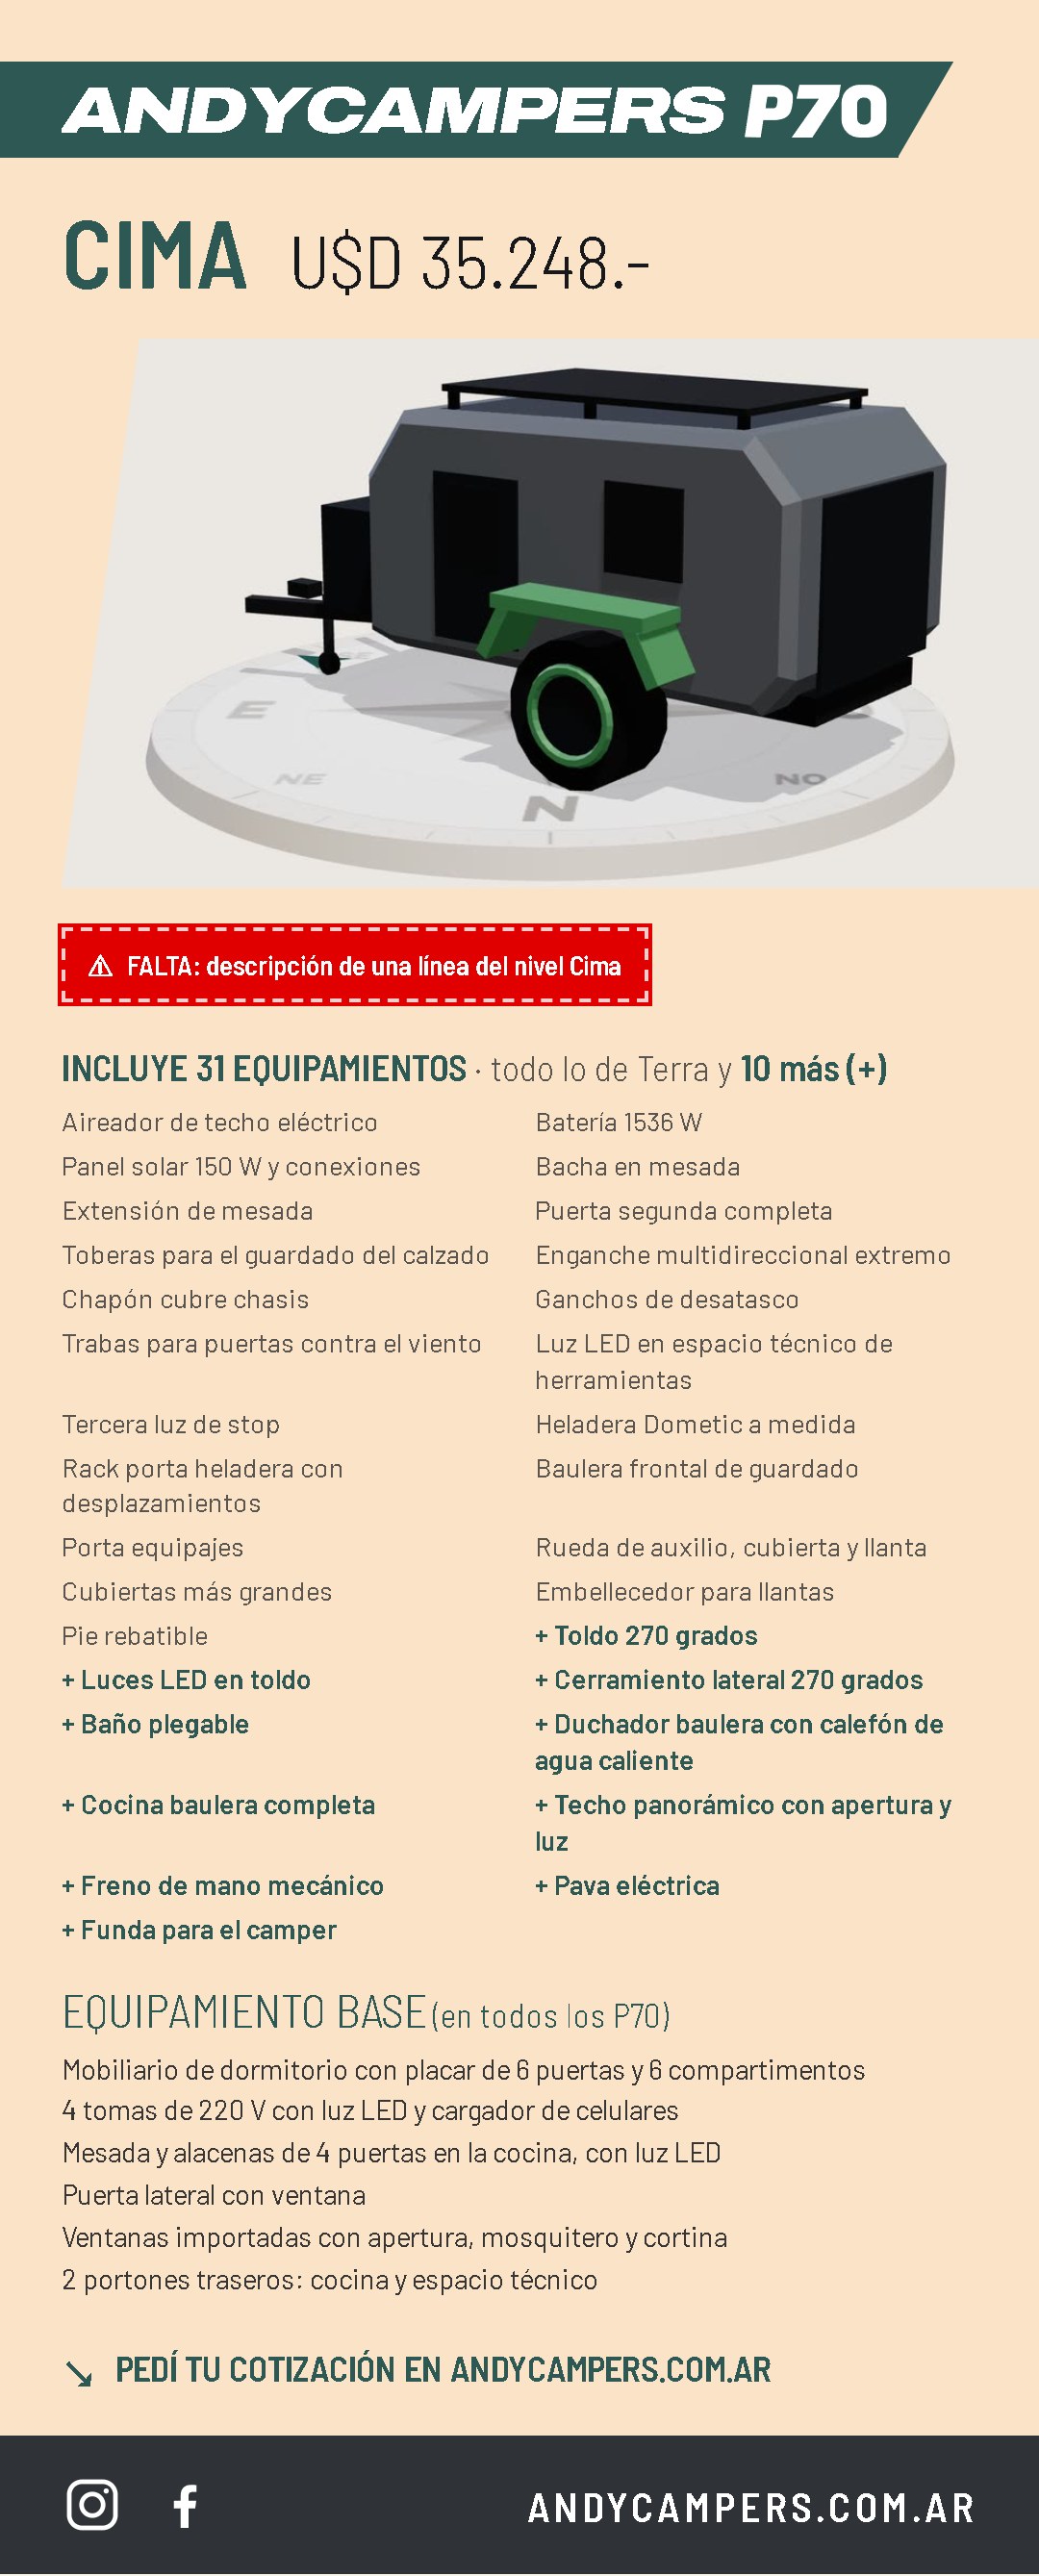 ANDYCAMPERS P70
CIMA U$D 35.248.-
E
NE
N
NO
⚠ FALTA: descripción de una línea del nivel Cima
INCLUYE 31 EQUIPAMIENTOS · todo lo de Terra y 10 más (+)
Aireador de techo eléctrico
Batería 1536 W
Panel solar 150 W y conexiones
Bacha en mesada
Extensión de mesada
Puerta segunda completa
Toberas para el guardado del calzado
Enganche multidireccional extremo
Chapón cubre chasis
Ganchos de desatasco
Trabas para puertas contra el viento
Luz LED en espacio técnico de
herramientas
Tercera luz de stop
Heladera Dometic a medida
Rack porta heladera con
desplazamientos
Baulera frontal de guardado
Porta equipajes
Rueda de auxilio, cubierta y llanta
Cubiertas más grandes
Embellecedor para llantas
Pie rebatible
+ Toldo 270 grados
+ Luces LED en toldo
+ Cerramiento lateral 270 grados
+ Baño plegable
+ Duchador baulera con calefón de
agua caliente
+ Cocina baulera completa
+ Techo panorámico con apertura y
luz
+ Freno de mano mecánico
+ Pava eléctrica
+ Funda para el camper
EQUIPAMIENTO BASE (en todos los P70)
Mobiliario de dormitorio con placar de 6 puertas y 6 compartimentos
4 tomas de 220 V con luz LED y cargador de celulares
Mesada y alacenas de 4 puertas en la cocina, con luz LED
Puerta lateral con ventana
Ventanas importadas con apertura, mosquitero y cortina
2 portones traseros: cocina y espacio técnico
↘ PEDÍ TU COTIZACIÓN EN ANDYCAMPERS.COM.AR
ANDYCAMPERS.COM.AR